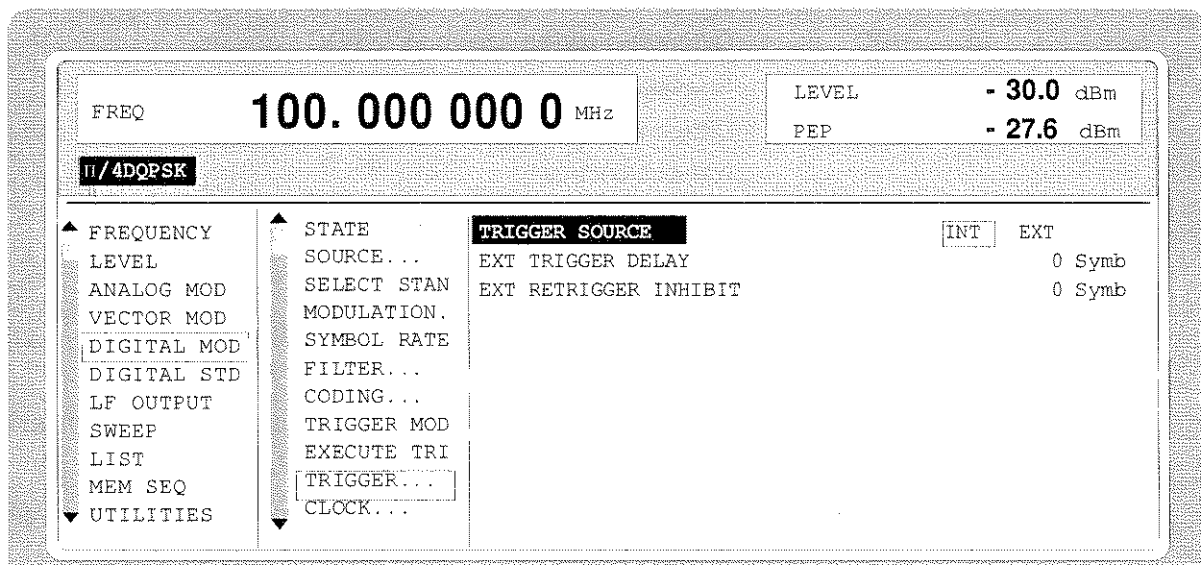 FREQ 100. 000 000 0 MHz
LEVEL - 30.0 dBm
PEP - 27.6 dBm
π/4DQPSK
FREQUENCY
LEVEL
ANALOG MOD
VECTOR MOD
DIGITAL MOD
DIGITAL STD
LF OUTPUT
SWEEP
LIST
MEM SEQ
UTILITIES
STATE
SOURCE...
SELECT STAN
MODULATION.
SYMBOL RATE
FILTER...
CODING...
TRIGGER MOD
EXECUTE TRI
TRIGGER...
CLOCK...
TRIGGER SOURCE INT EXT
EXT TRIGGER DELAY 0 Symb
EXT RETRIGGER INHIBIT 0 Symb